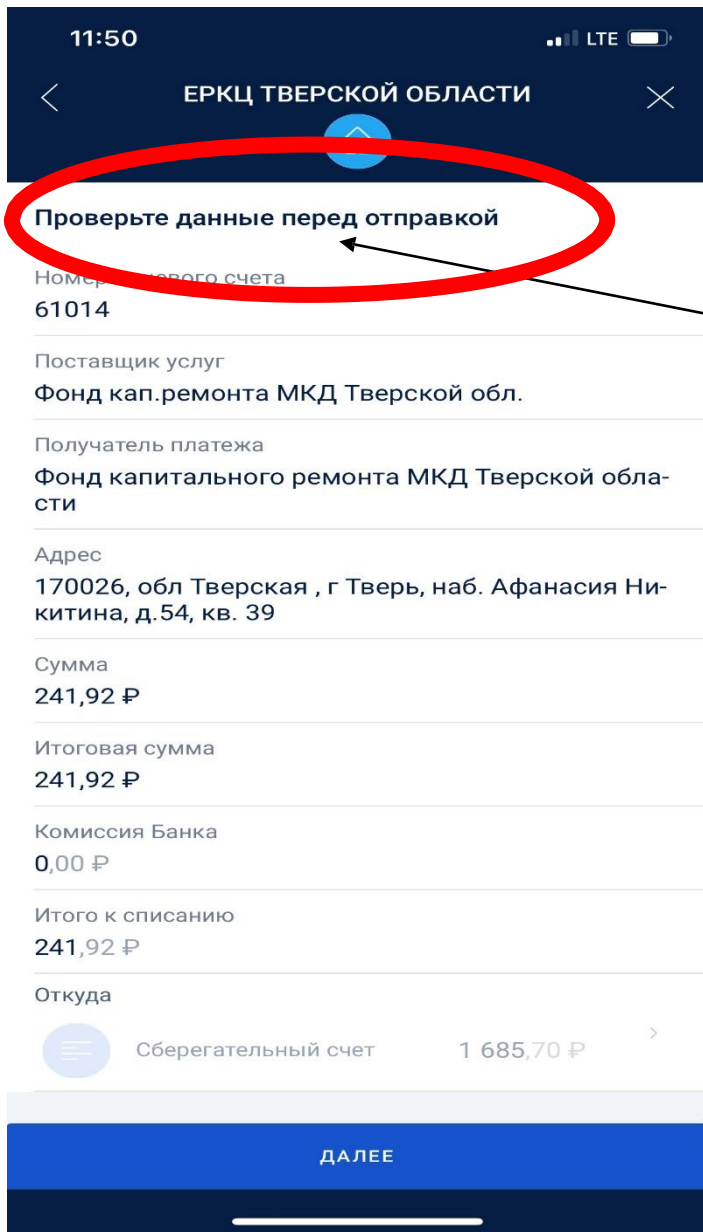 11:50
LTE
ЕРКЦ ТВЕРСКОЙ ОБЛАСТИ
Проверьте данные перед отправкой
Номер лицевого счета
61014
Поставщик услуг
Фонд кап.ремонта МКД Тверской обл.
Получатель платежа
Фонд капитального ремонта МКД Тверской обла-
сти
Адрес
170026, обл Тверская , г Тверь, наб. Афанасия Ни-
китина, д.54, кв. 39
Сумма
241,92 ₽
Итоговая сумма
241,92 ₽
Комиссия Банка
0,00 ₽
Итого к списанию
241,92 ₽
Откуда
Сберегательный счет 1 685,70 ₽
ДАЛЕЕ